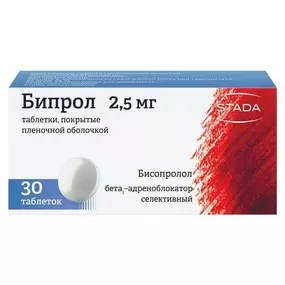 Бипрол 2,5 мг
таблетки, покрытые
пленочной оболочкой
STADA
Бисопролол
бета₁-адреноблокатор
селективный
30
таблеток